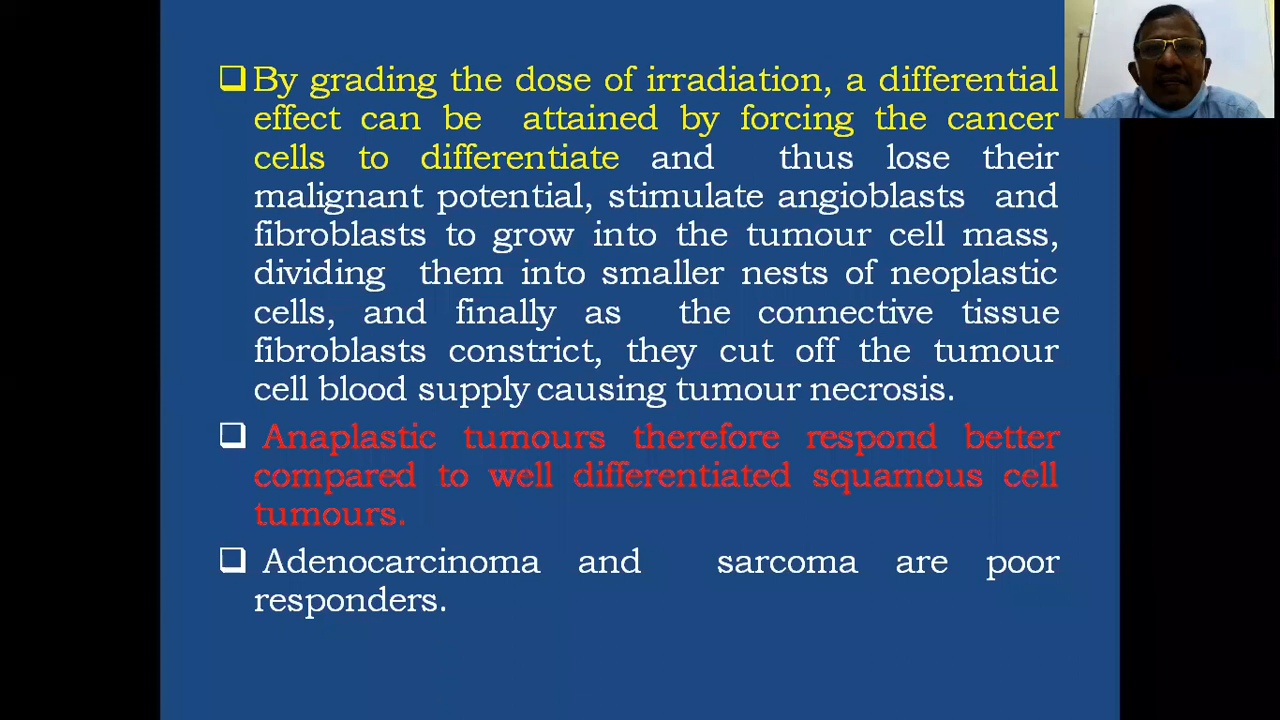 By grading the dose of irradiation, a differential
effect can be attained by forcing the cancer
cells to differentiate and thus lose their
malignant potential, stimulate angioblasts and
fibroblasts to grow into the tumour cell mass,
dividing them into smaller nests of neoplastic
cells, and finally as the connective tissue
fibroblasts constrict, they cut off the tumour
cell blood supply causing tumour necrosis.
Anaplastic tumours therefore respond better
compared to well differentiated squamous cell
tumours.
Adenocarcinoma and sarcoma are poor
responders.